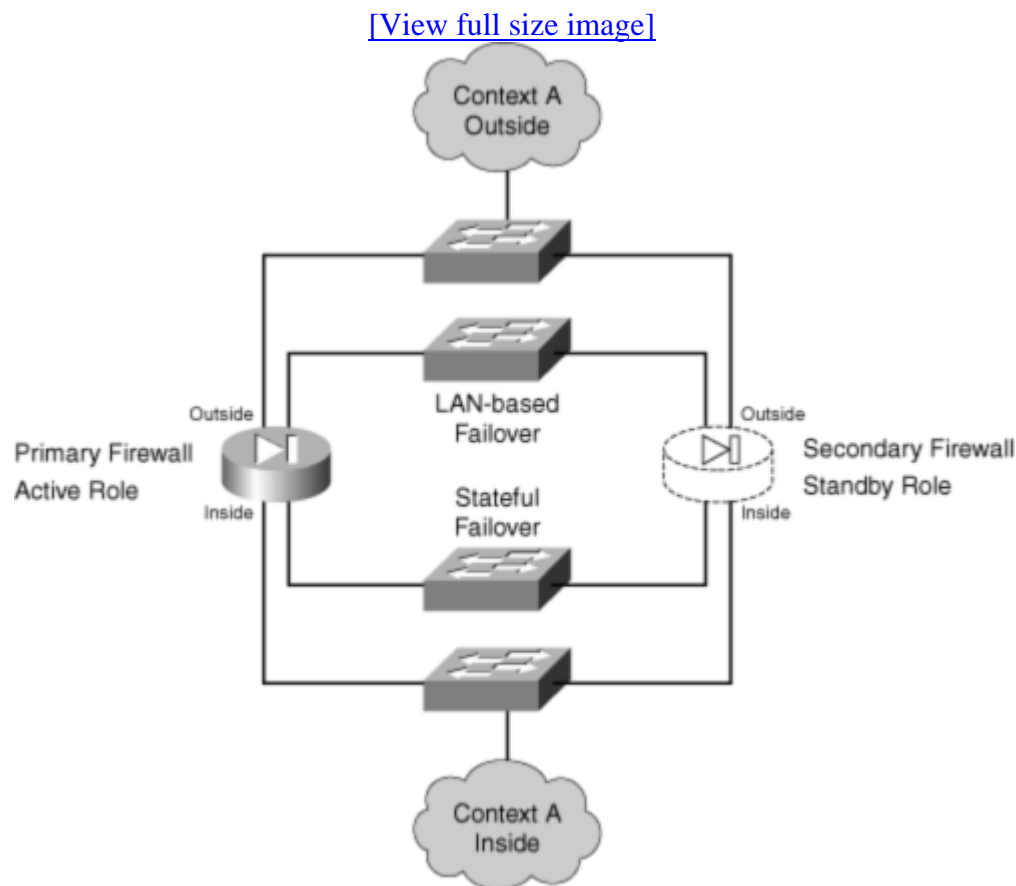 [View full size image]
Context A
Outside
LAN-based
Failover
Outside
Outside
Primary Firewall
Active Role
Secondary Firewall
Standby Role
Inside
Inside
Stateful
Failover
Context A
Inside